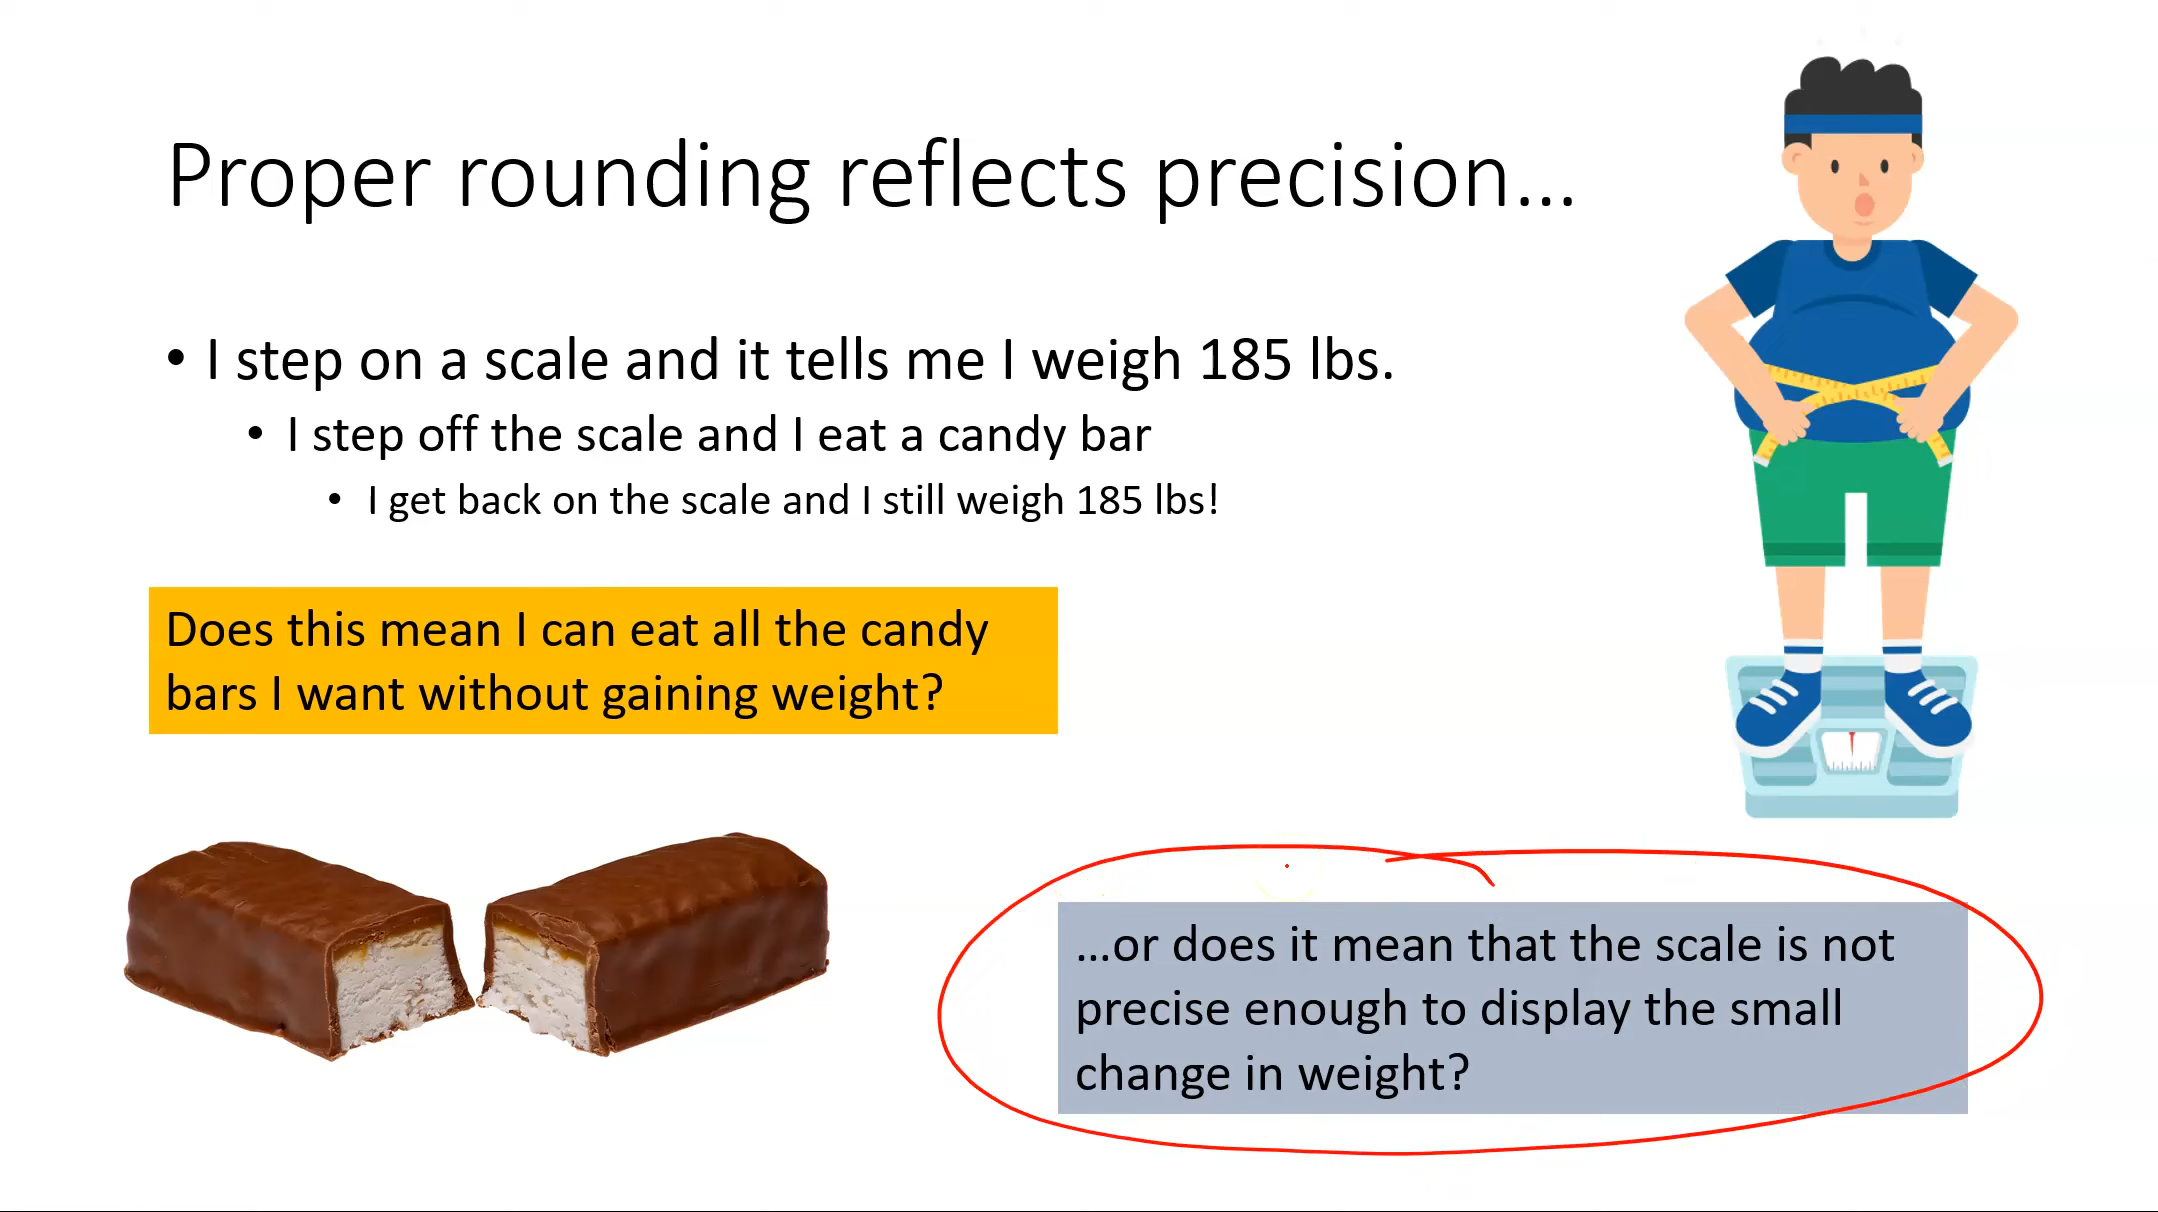 Proper rounding reflects precision...
• I step on a scale and it tells me I weigh 185 lbs.
• I step off the scale and I eat a candy bar
• I get back on the scale and I still weigh 185 lbs!
Does this mean I can eat all the candy
bars I want without gaining weight?
...or does it mean that the scale is not
precise enough to display the small
change in weight?